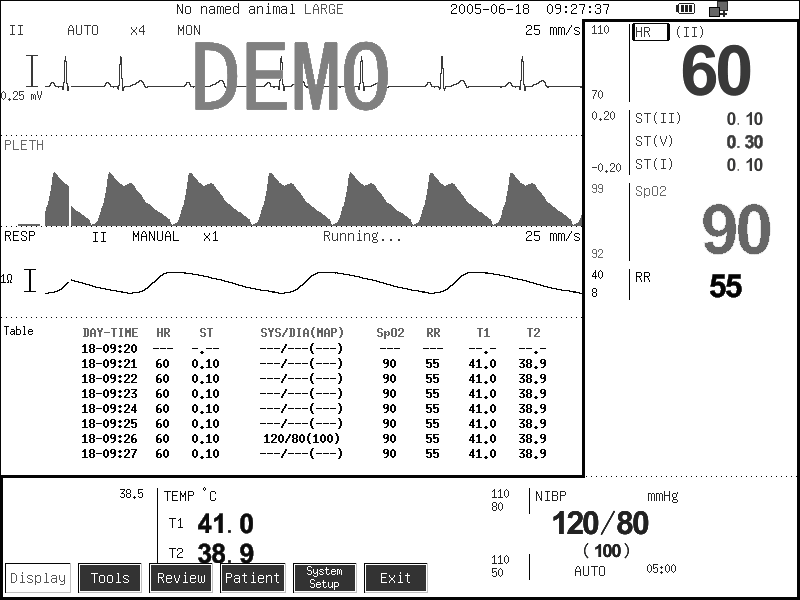 No named animal LARGE 2005-06-18 09:27:37
II AUTO x4 MON 25 mm/s
DEMO
0.25 mV
PLETH
RESP II MANUAL x1 Running... 25 mm/s
1Ω
Table
DAY-TIME HR ST SYS/DIA(MAP) SpO2 RR T1 T2
18-09:20 --- -.-- ---/---(---) --- --- --.- --.-
18-09:21 60 0.10 ---/---(---) 90 55 41.0 38.9
18-09:22 60 0.10 ---/---(---) 90 55 41.0 38.9
18-09:23 60 0.10 ---/---(---) 90 55 41.0 38.9
18-09:24 60 0.10 ---/---(---) 90 55 41.0 38.9
18-09:25 60 0.10 ---/---(---) 90 55 41.0 38.9
18-09:26 60 0.10 120/80(100) 90 55 41.0 38.9
18-09:27 60 0.10 ---/---(---) 90 55 41.0 38.9
110 HR (II)
60
70
0.20 ST(II) 0.10
ST(V) 0.30
-0.20 ST(I) 0.10
99 SpO2
90
92
40 RR
8 55
38.5 TEMP °C
T1 41.0
T2 38.9
110 NIBP mmHg
80
120/80
(100)
110
50 AUTO 05:00
Display Tools Review Patient System Setup Exit